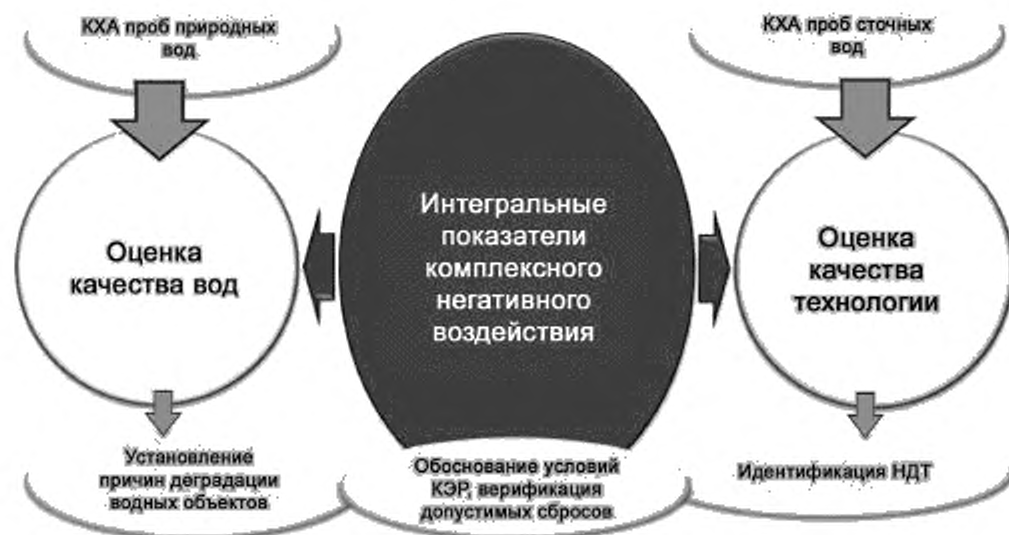 КХА проб природных
вод
КХА проб сточных
вод
Интегральные
показатели
комплексного
негативного
воздействия
Оценка
качества вод
Оценка
качества
технологии
Установление
причин деградации
водных объектов
Обоснование условий
КЭР, верификация
допустимых сбросов
Идентификация НДТ